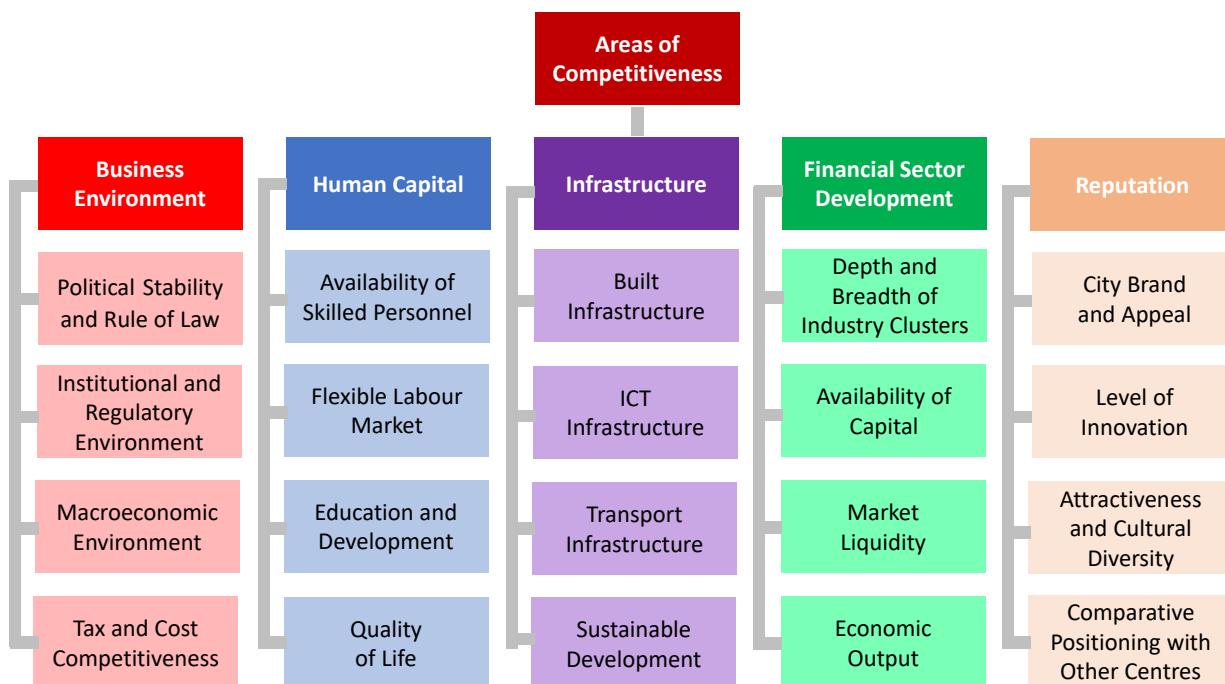 Areas of
Competitiveness
Business
Environment
Human Capital
Infrastructure
Financial Sector
Development
Reputation
Political Stability
and Rule of Law
Availability of
Skilled Personnel
Built
Infrastructure
Depth and
Breadth of
Industry Clusters
City Brand
and Appeal
Institutional and
Regulatory
Environment
Flexible Labour
Market
ICT
Infrastructure
Availability of
Capital
Level of
Innovation
Macroeconomic
Environment
Education and
Development
Transport
Infrastructure
Market
Liquidity
Attractiveness
and Cultural
Diversity
Tax and Cost
Competitiveness
Quality
of Life
Sustainable
Development
Economic
Output
Comparative
Positioning with
Other Centres